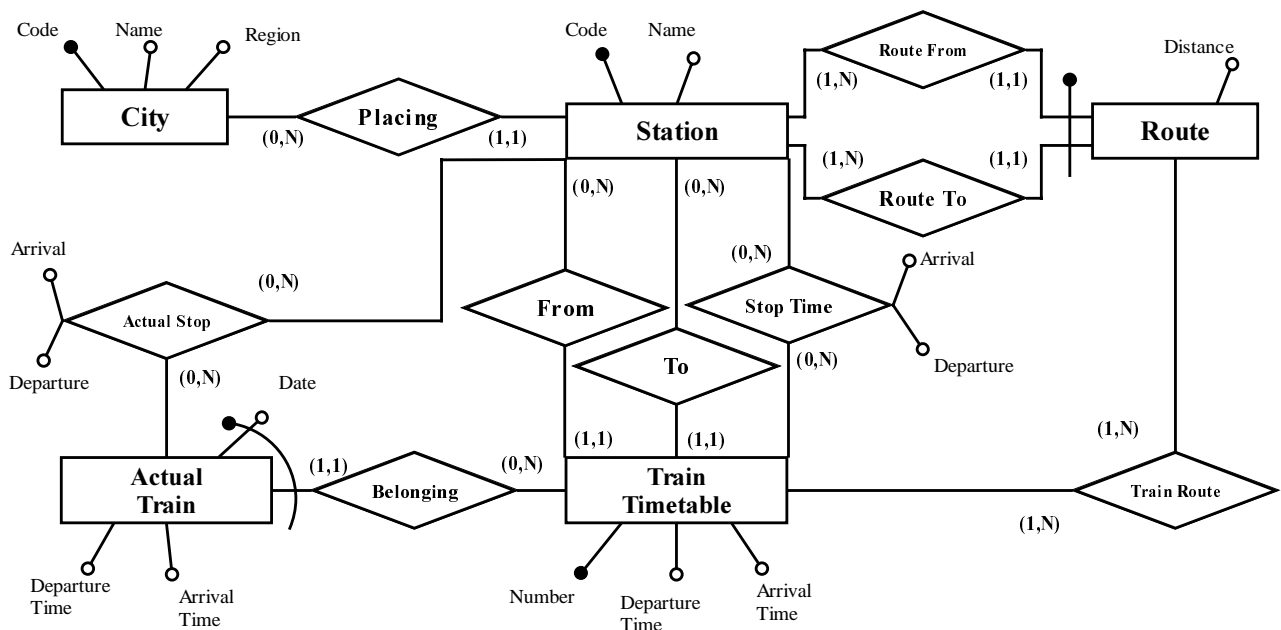 Code
Name
Region
City
(0,N)
Placing
(1,1)
Code
Name
Station
(1,N)
Route From
(1,1)
(1,N)
Route To
(1,1)
Distance
Route
(0,N)
(0,N)
(0,N)
Arrival
Actual Stop
Departure
(0,N)
(0,N)
From
To
Stop Time
Arrival
Departure
(0,N)
Date
Actual
Train
(1,1)
Belonging
(0,N)
(1,1)
(1,1)
Train
Timetable
(1,N)
Train Route
(1,N)
Departure
Time
Arrival
Time
Number
Departure
Time
Arrival
Time